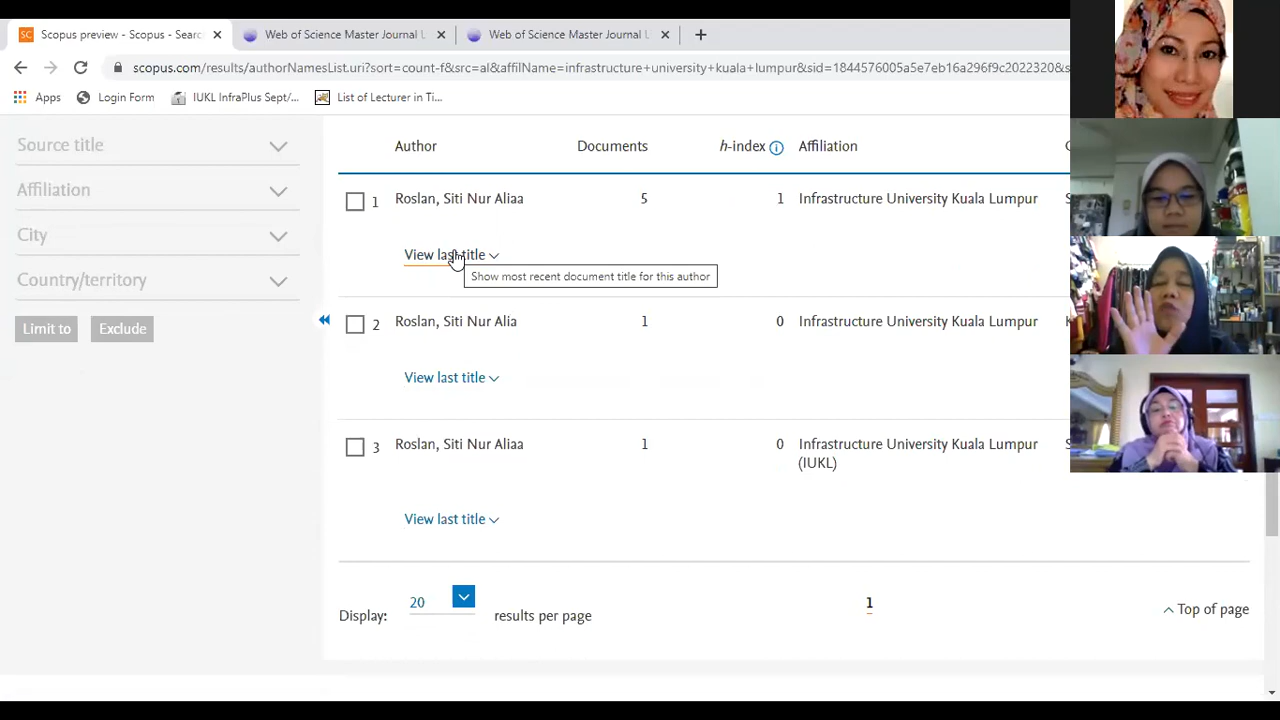 SC Scopus preview - Scopus - Searc
Web of Science Master Journal L
Web of Science Master Journal L
scopus.com/results/authorNamesList.uri?sort=count-f&src=al&affilName=infrastructure+university+kuala+lumpur&sid=1844576005a5e7eb16a296f9c2022320&s
Apps
Login Form
IUKL InfraPlus Sept/...
List of Lecturer in Ti...
Source title
Affiliation
City
Country/territory
Limit to
Exclude
Author Documents h-index Affiliation
1 Roslan, Siti Nur Aliaa 5 1 Infrastructure University Kuala Lumpur
View last title
Show most recent document title for this author
2 Roslan, Siti Nur Alia 1 0 Infrastructure University Kuala Lumpur
View last title
3 Roslan, Siti Nur Aliaa 1 0 Infrastructure University Kuala Lumpur
(IUKL)
View last title
Display: 20 results per page
1
Top of page